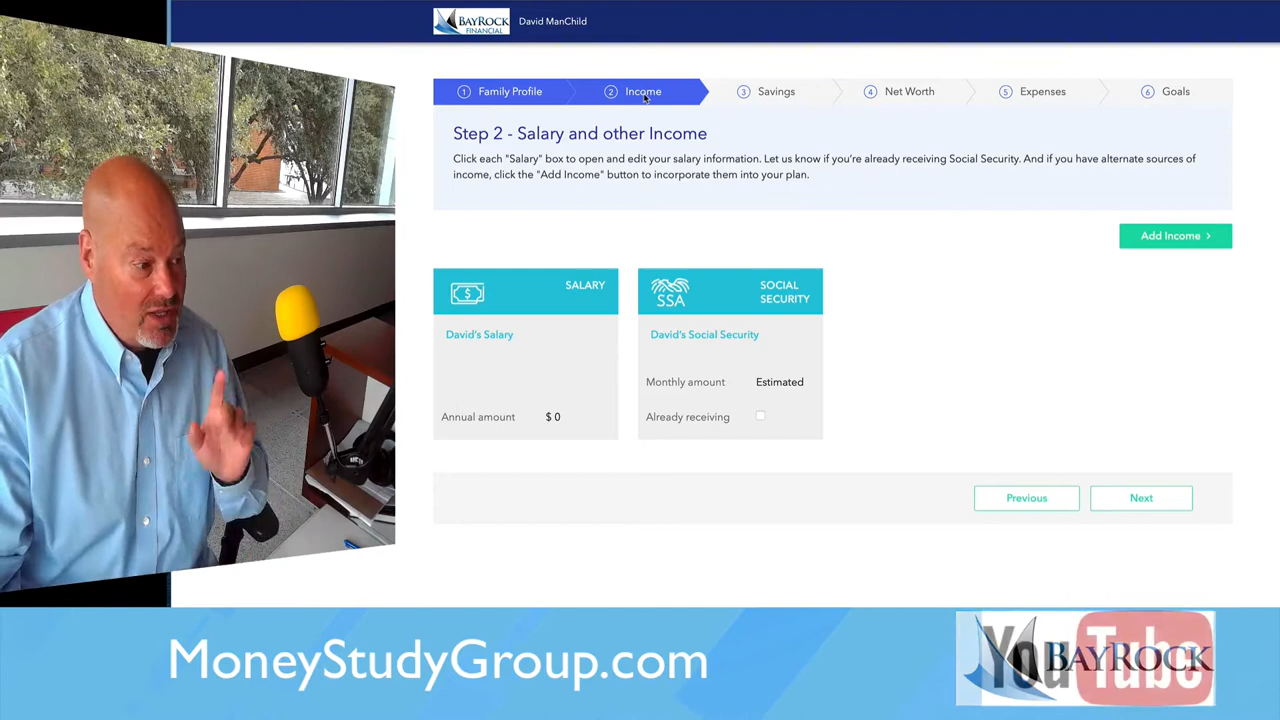 BAYROCK
FINANCIAL
David ManChild
1 Family Profile
2 Income
3 Savings
4 Net Worth
5 Expenses
6 Goals
Step 2 - Salary and other Income
Click each "Salary" box to open and edit your salary information. Let us know if you're already receiving Social Security. And if you have alternate sources of
income, click the "Add Income" button to incorporate them into your plan.
Add Income >
$
SALARY
David's Salary
Annual amount $ 0
SSA
SOCIAL
SECURITY
David's Social Security
Monthly amount Estimated
Already receiving
Previous
Next
MoneyStudyGroup.com
YouTube
BAYROCK